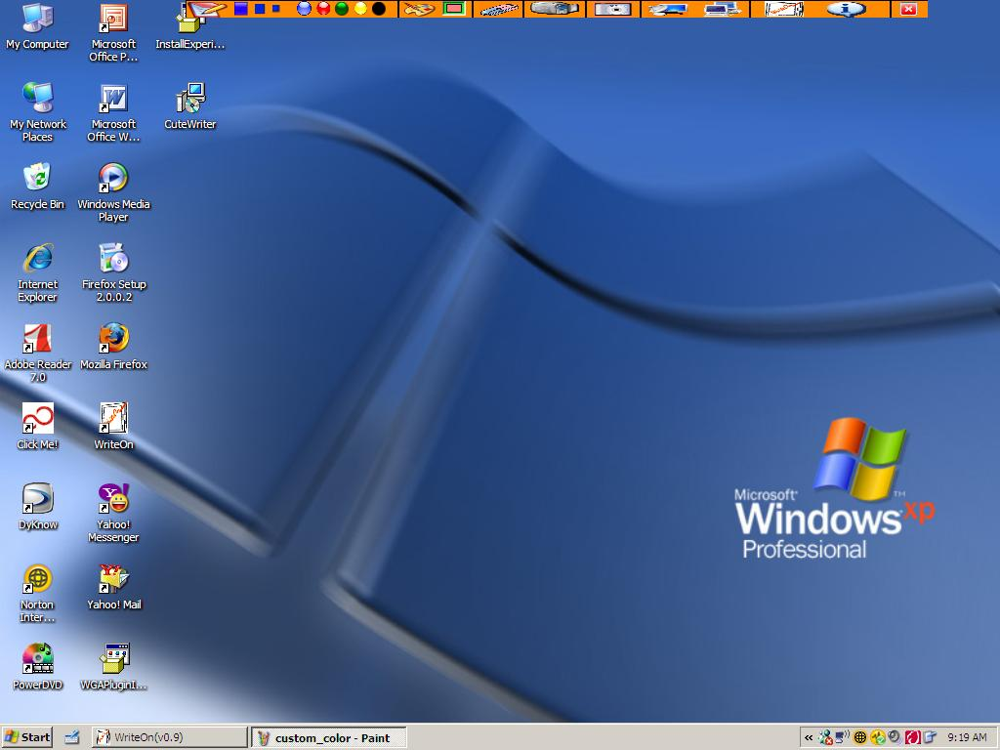 My Computer
Microsoft
Office P...
InstallExperi...
My Network
Places
Microsoft
Office W...
CuteWriter
Recycle Bin
Windows Media
Player
Internet
Explorer
Firefox Setup
2.0.0.2
Adobe Reader
7.0
Mozilla Firefox
Click Me!
WriteOn
DyKnow
Yahoo!
Messenger
Norton
Inter...
Yahoo! Mail
PowerDVD
WGAPluginI...
Microsoft®
Windows xp
Professional
Start
WriteOn(v0.9)
custom_color - Paint
9:19 AM